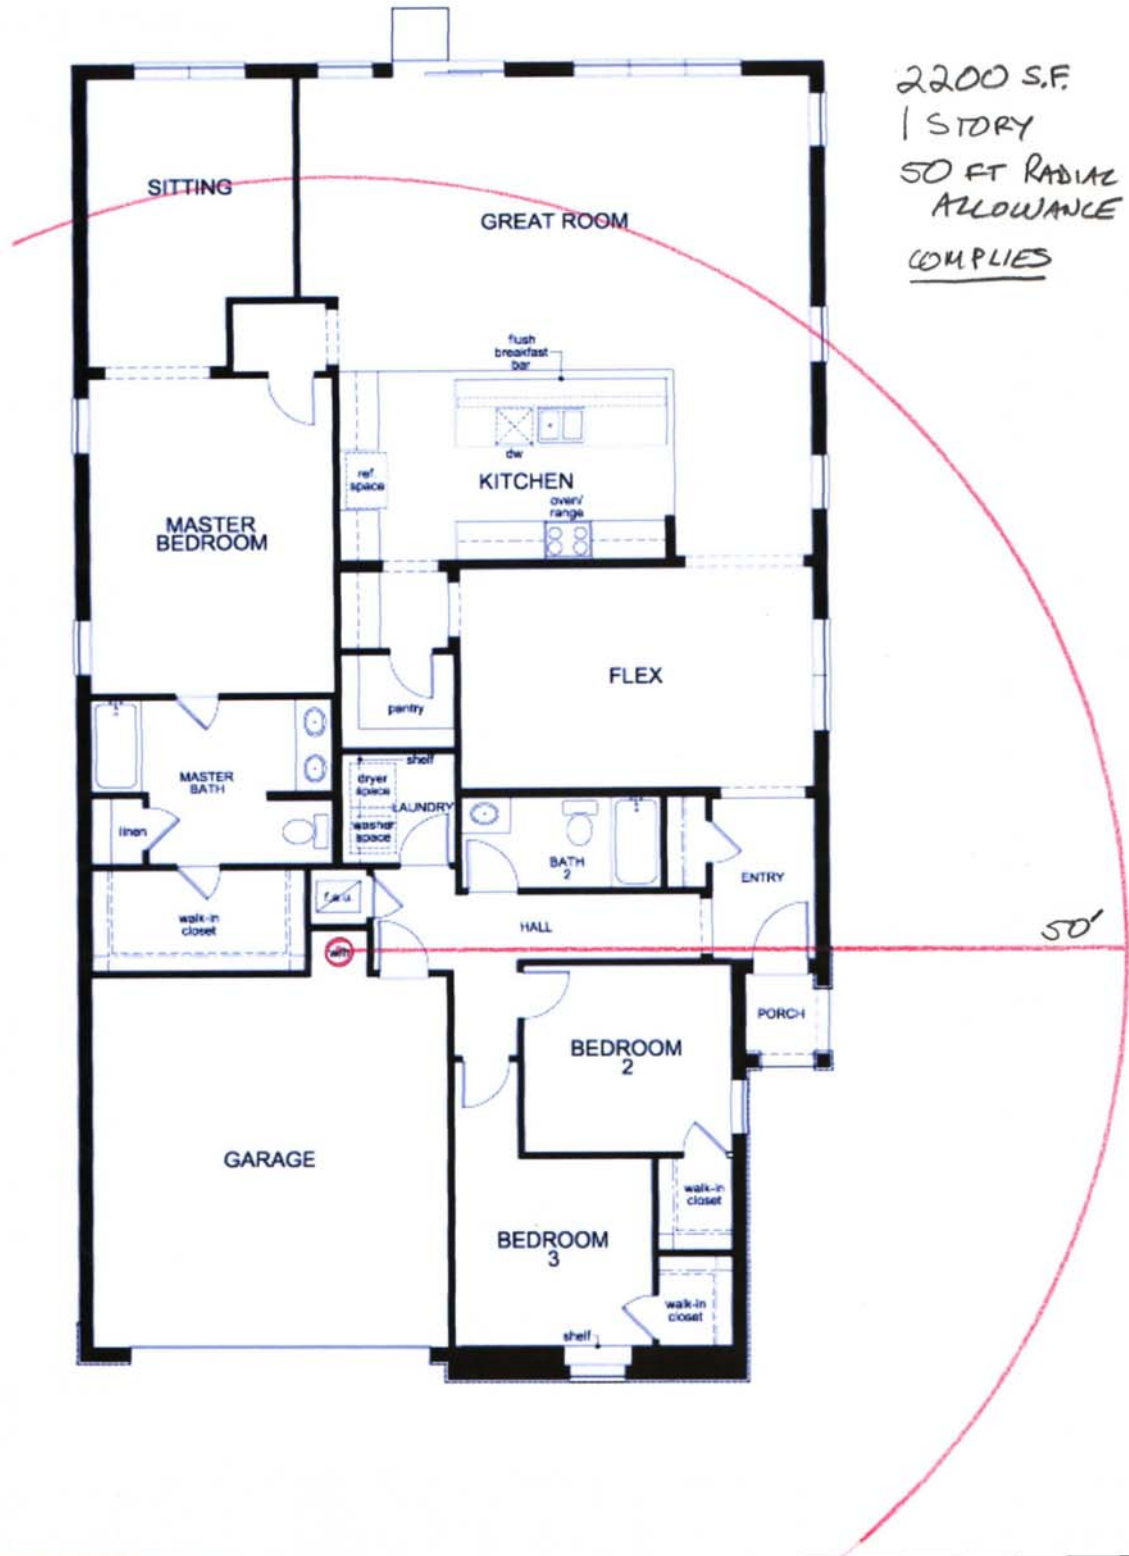 2200 S.F.
1 STORY
50 FT RADIAL
ALLOWANCE
COMPLIES
SITTING
GREAT ROOM
flush
breakfast
bar
dw
KITCHEN
ref.
space
oven/
range
MASTER
BEDROOM
FLEX
pantry
shelf
MASTER
BATH
dryer
space
LAUNDRY
washer
space
linen
BATH
2
ENTRY
walk-in
closet
f.a.u.
HALL
50'
w/h
PORCH
BEDROOM
2
GARAGE
walk-in
closet
BEDROOM
3
walk-in
closet
shelf